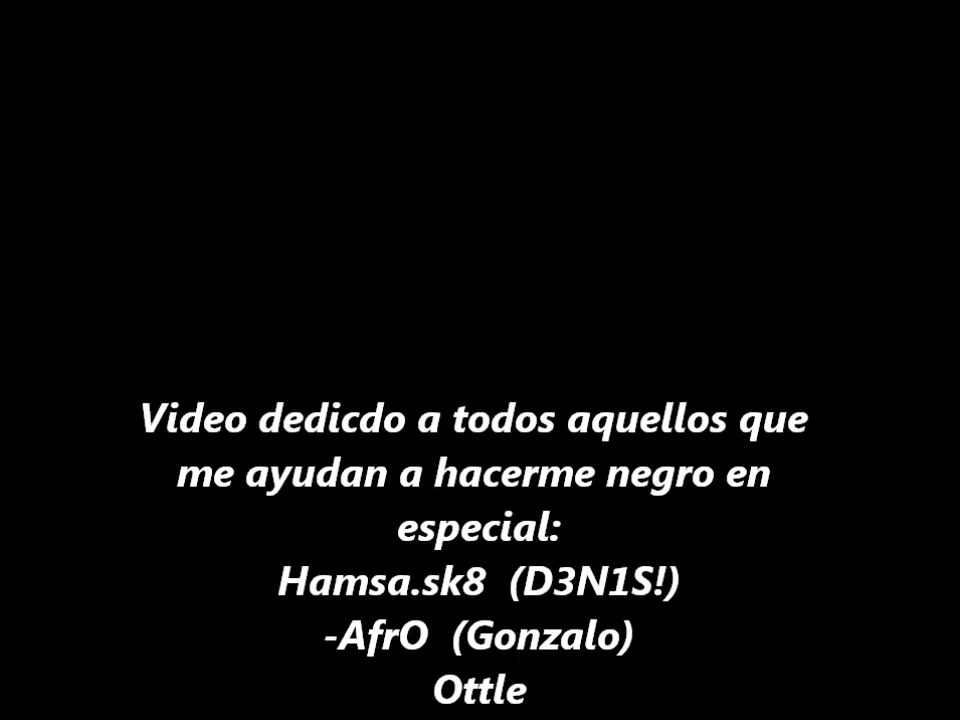 Video dedicdo a todos aquellos que
me ayudan a hacerme negro en
especial:
Hamsa.sk8  (D3N1S!)
-AfrO  (Gonzalo)
Ottle